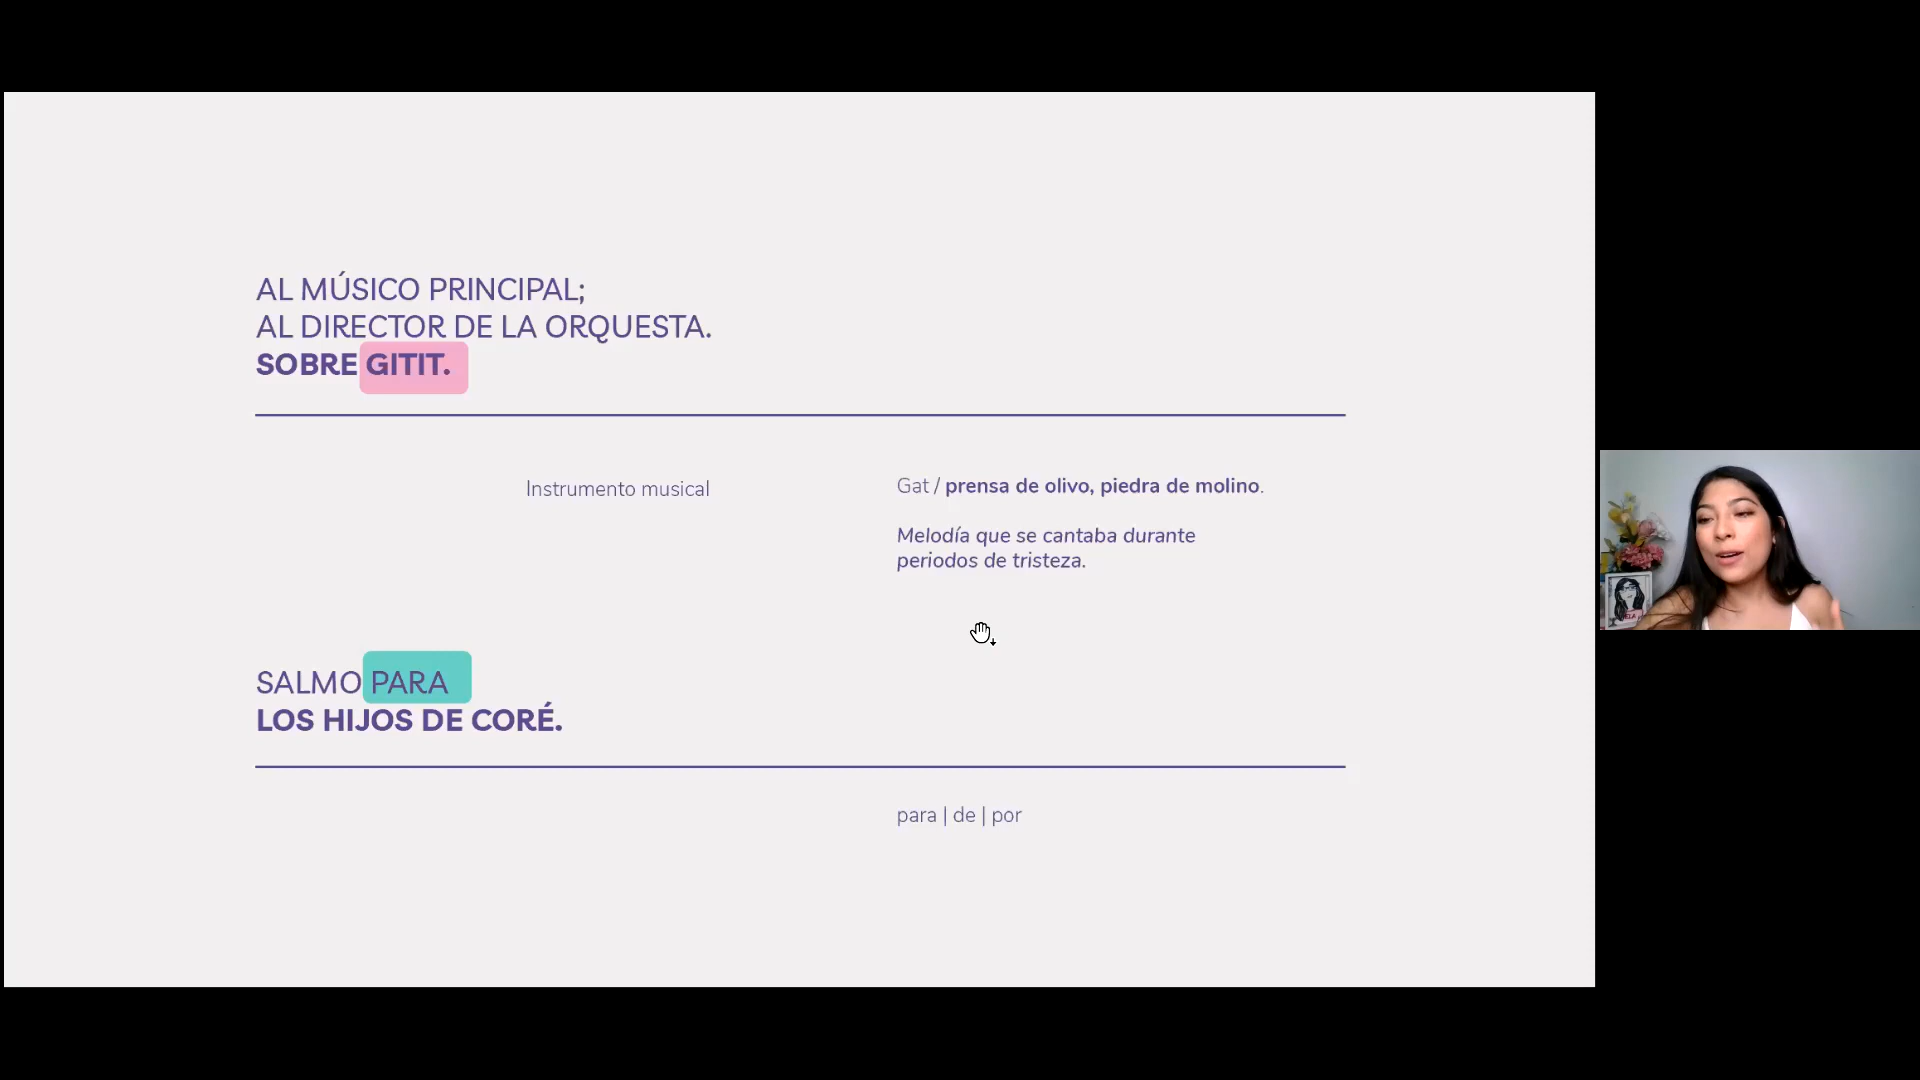 AL MÚSICO PRINCIPAL;
AL DIRECTOR DE LA ORQUESTA.
SOBRE GITIT.
Instrumento musical
Gat / prensa de olivo, piedra de molino.
Melodía que se cantaba durante
periodos de tristeza.
SALMO PARA
LOS HIJOS DE CORÉ.
para | de | por